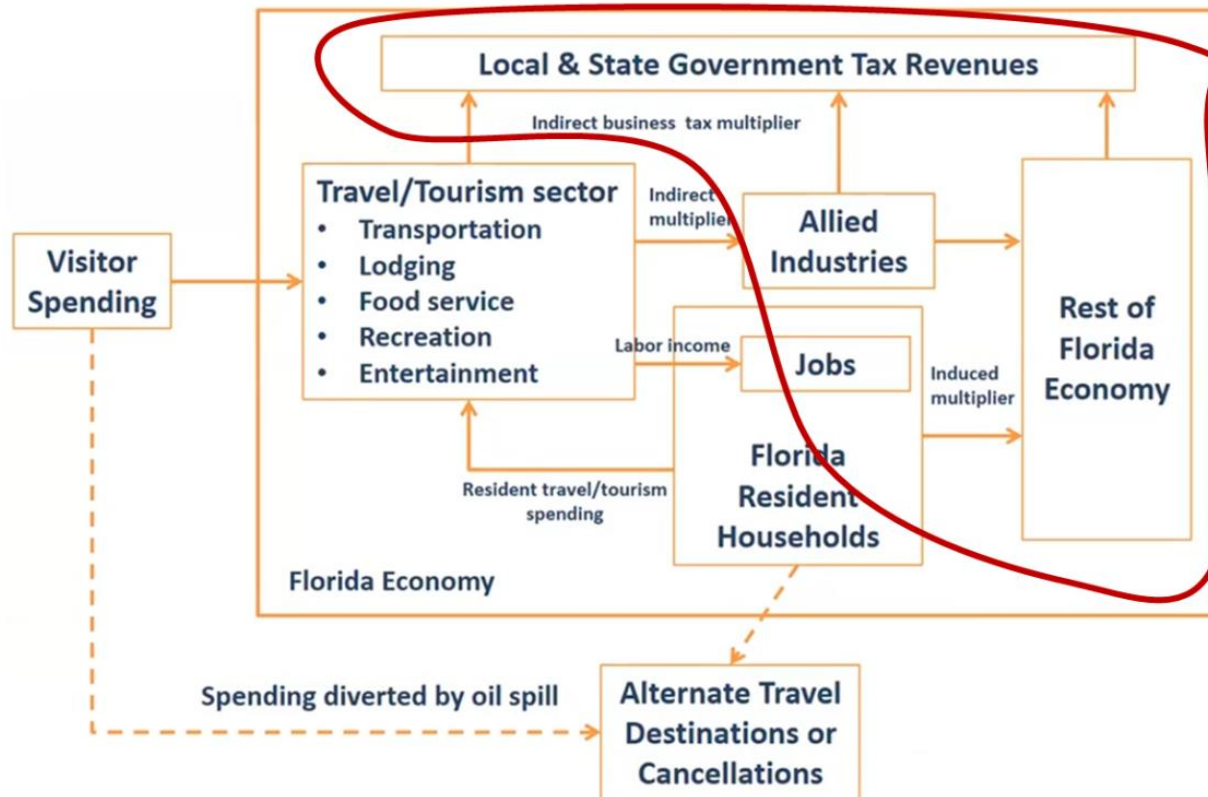 Local & State Government Tax Revenues
Indirect business tax multiplier
Travel/Tourism sector
• Transportation
• Lodging
• Food service
• Recreation
• Entertainment
Indirect
multiplier
Allied
Industries
Visitor
Spending
Rest of
Florida
Economy
Labor income
Jobs
Induced
multiplier
Florida
Resident
Households
Resident travel/tourism
spending
Florida Economy
Spending diverted by oil spill
Alternate Travel
Destinations or
Cancellations